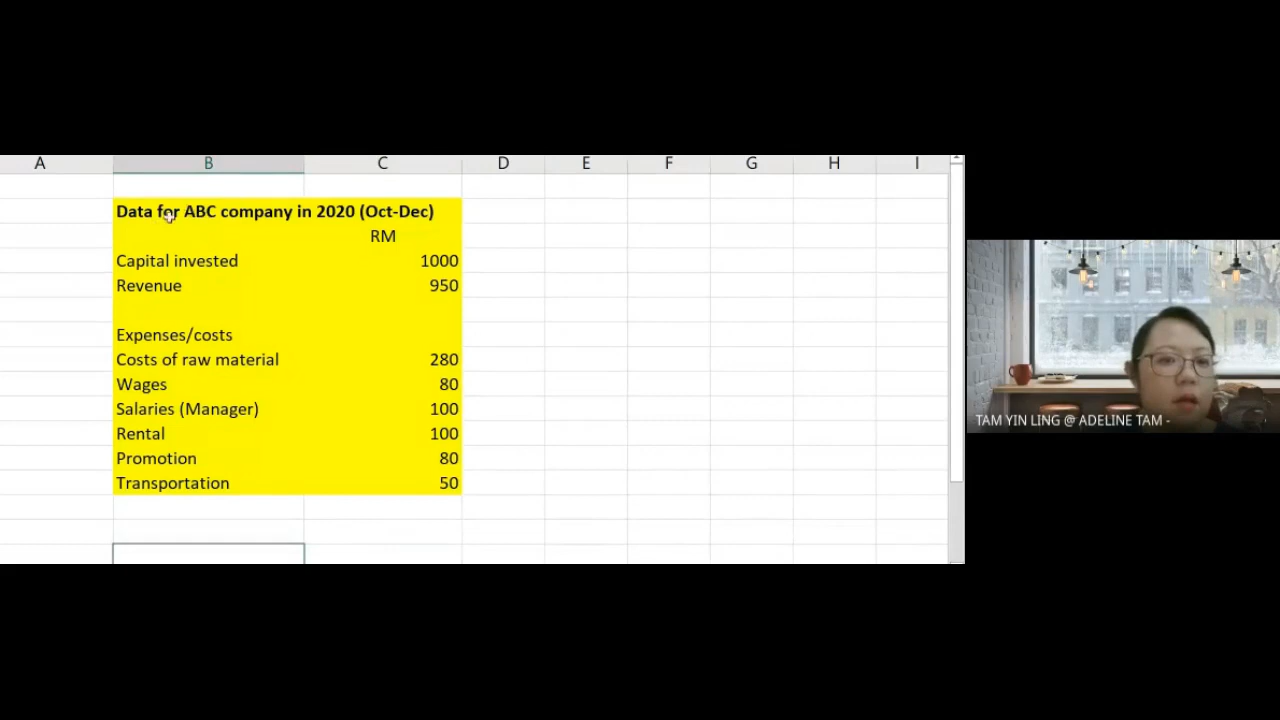 A B C D E F G H I
Data for ABC company in 2020 (Oct-Dec)
RM
Capital invested 1000
Revenue 950
Expenses/costs
Costs of raw material 280
Wages 80
Salaries (Manager) 100
Rental 100
Promotion 80
Transportation 50
TAM YIN LING @ ADELINE TAM -